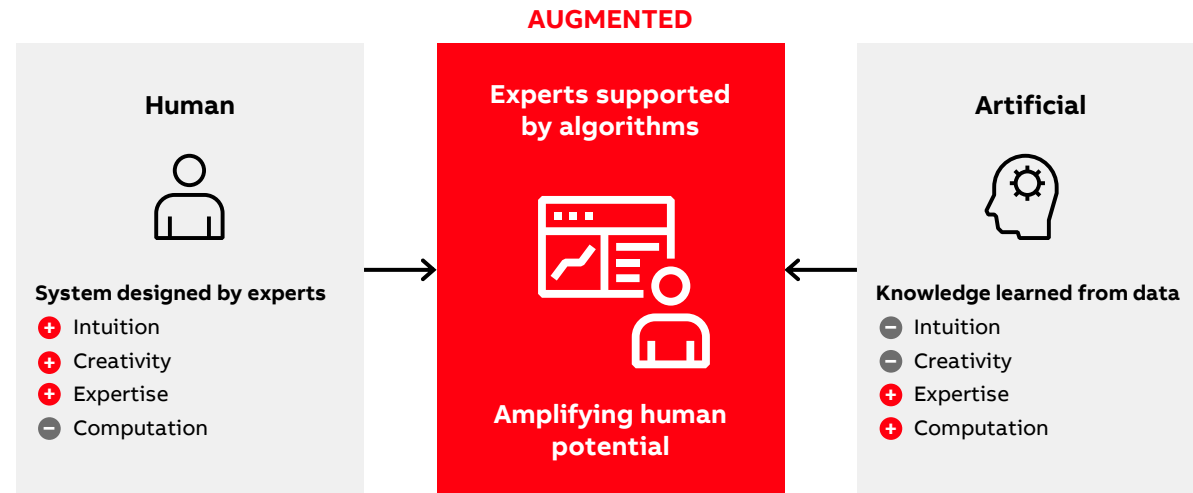 AUGMENTED
Human
System designed by experts
Intuition
Creativity
Expertise
Computation
Experts supported
by algorithms
Amplifying human
potential
Artificial
Knowledge learned from data
Intuition
Creativity
Expertise
Computation